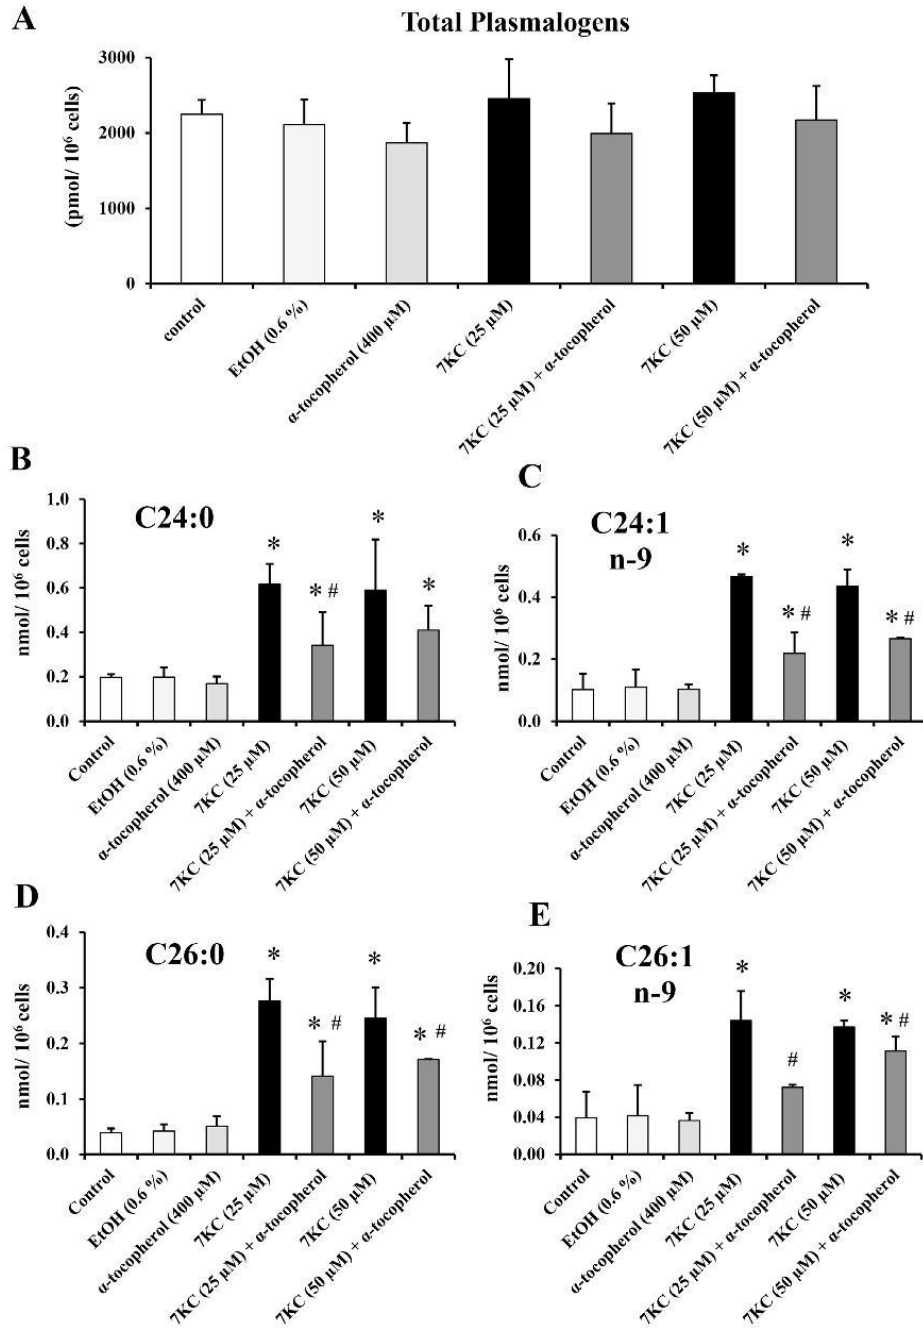 A
Total Plasmalogens
(pmol/ 10⁶ cells)
3000
2000
1000
0
control
EtOH (0.6 %)
α-tocopherol (400 µM)
7KC (25 µM)
7KC (25 µM) + α-tocopherol
7KC (50 µM)
7KC (50 µM) + α-tocopherol
B
C24:0
nmol/ 10⁶ cells
1.0
0.8
0.6
0.4
0.2
0.0
*
* #
*
*
Control
EtOH (0.6 %)
α-tocopherol (400 µM)
7KC (25 µM)
7KC (25 µM) + α-tocopherol
7KC (50 µM)
7KC (50 µM) + α-tocopherol
C
C24:1
n-9
nmol/ 10⁶ cells
0.6
0.4
0.2
0.0
*
* #
*
* #
Control
EtOH (0.6 %)
α-tocopherol (400 µM)
7KC (25 µM)
7KC (25 µM) + α-tocopherol
7KC (50 µM)
7KC (50 µM) + α-tocopherol
D
C26:0
nmol/ 10⁶ cells
0.4
0.3
0.2
0.1
0.0
*
* #
*
* #
Control
EtOH (0.6 %)
α-tocopherol (400 µM)
7KC (25 µM)
7KC (25 µM) + α-tocopherol
7KC (50 µM)
7KC (50 µM) + α-tocopherol
E
C26:1
n-9
nmol/ 10⁶ cells
0.20
0.16
0.12
0.08
0.04
0.00
*
#
*
* #
Control
EtOH (0.6 %)
α-tocopherol (400 µM)
7KC (25 µM)
7KC (25 µM) + α-tocopherol
7KC (50 µM)
7KC (50 µM) + α-tocopherol